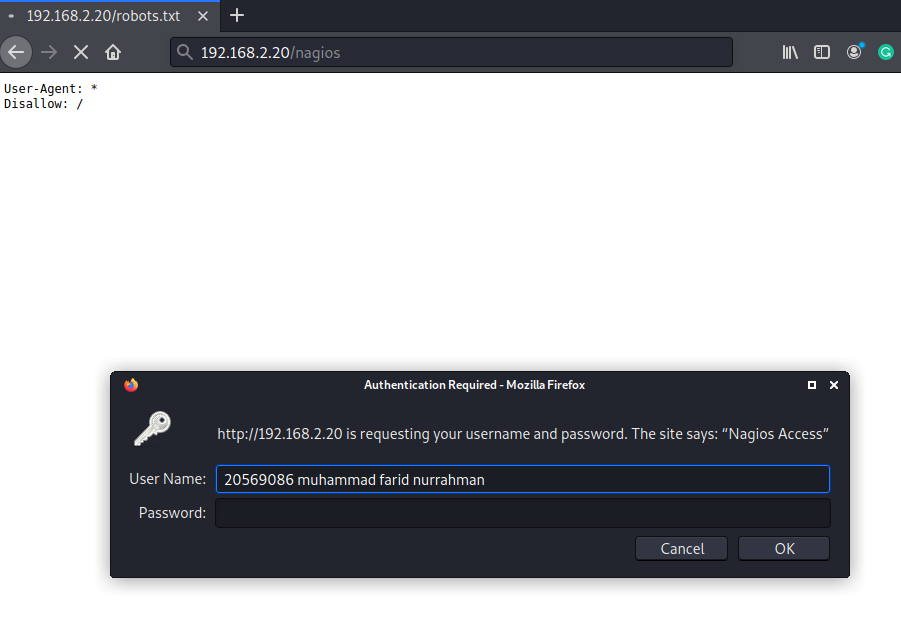 192.168.2.20/robots.txt
192.168.2.20/nagios
User-Agent: *
Disallow: /
Authentication Required - Mozilla Firefox
http://192.168.2.20 is requesting your username and password. The site says: “Nagios Access”
User Name: 20569086 muhammad farid nurrahman
Password:
Cancel OK